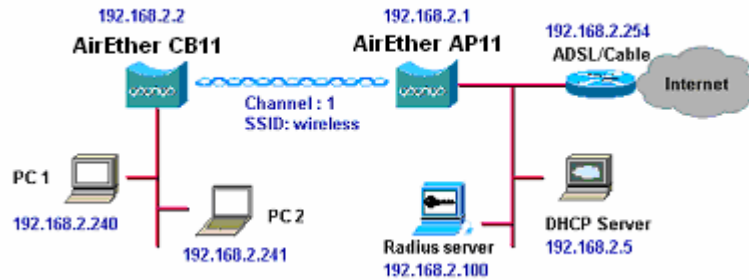 192.168.2.2
AirEther CB11
192.168.2.1
AirEther AP11
192.168.2.254
ADSL/Cable
Internet
Channel : 1
SSID: wireless
PC 1
192.168.2.240
PC 2
192.168.2.241
Radius server
192.168.2.100
DHCP Server
192.168.2.5